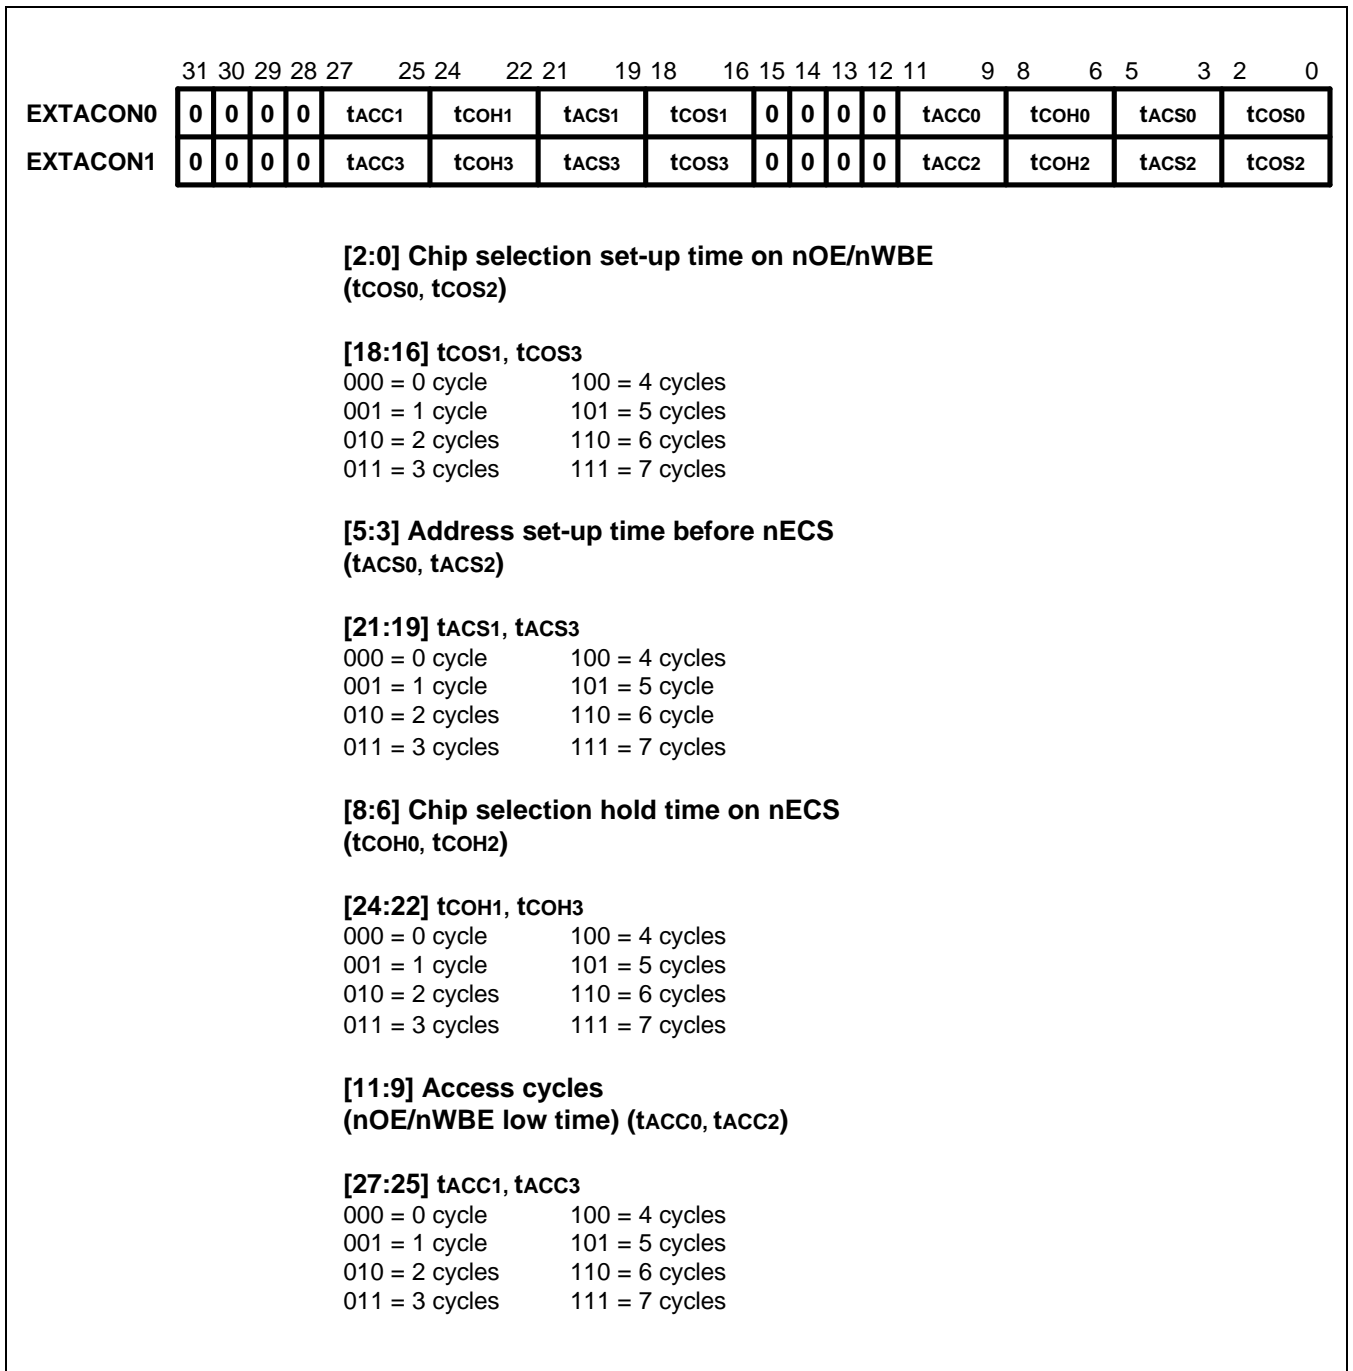 31 30 29 28 27 25 24 22 21 19 18 16 15 14 13 12 11 9 8 6 5 3 2 0
EXTACON0 0 0 0 0 tACC1 tCOH1 tACS1 tCOS1 0 0 0 0 tACC0 tCOH0 tACS0 tCOS0
EXTACON1 0 0 0 0 tACC3 tCOH3 tACS3 tCOS3 0 0 0 0 tACC2 tCOH2 tACS2 tCOS2
[2:0] Chip selection set-up time on nOE/nWBE
(tCOS0, tCOS2)
[18:16] tCOS1, tCOS3
000 = 0 cycle 100 = 4 cycles
001 = 1 cycle 101 = 5 cycles
010 = 2 cycles 110 = 6 cycles
011 = 3 cycles 111 = 7 cycles
[5:3] Address set-up time before nECS
(tACS0, tACS2)
[21:19] tACS1, tACS3
000 = 0 cycle 100 = 4 cycles
001 = 1 cycle 101 = 5 cycle
010 = 2 cycles 110 = 6 cycle
011 = 3 cycles 111 = 7 cycles
[8:6] Chip selection hold time on nECS
(tCOH0, tCOH2)
[24:22] tCOH1, tCOH3
000 = 0 cycle 100 = 4 cycles
001 = 1 cycle 101 = 5 cycles
010 = 2 cycles 110 = 6 cycles
011 = 3 cycles 111 = 7 cycles
[11:9] Access cycles
(nOE/nWBE low time) (tACC0, tACC2)
[27:25] tACC1, tACC3
000 = 0 cycle 100 = 4 cycles
001 = 1 cycle 101 = 5 cycles
010 = 2 cycles 110 = 6 cycles
011 = 3 cycles 111 = 7 cycles